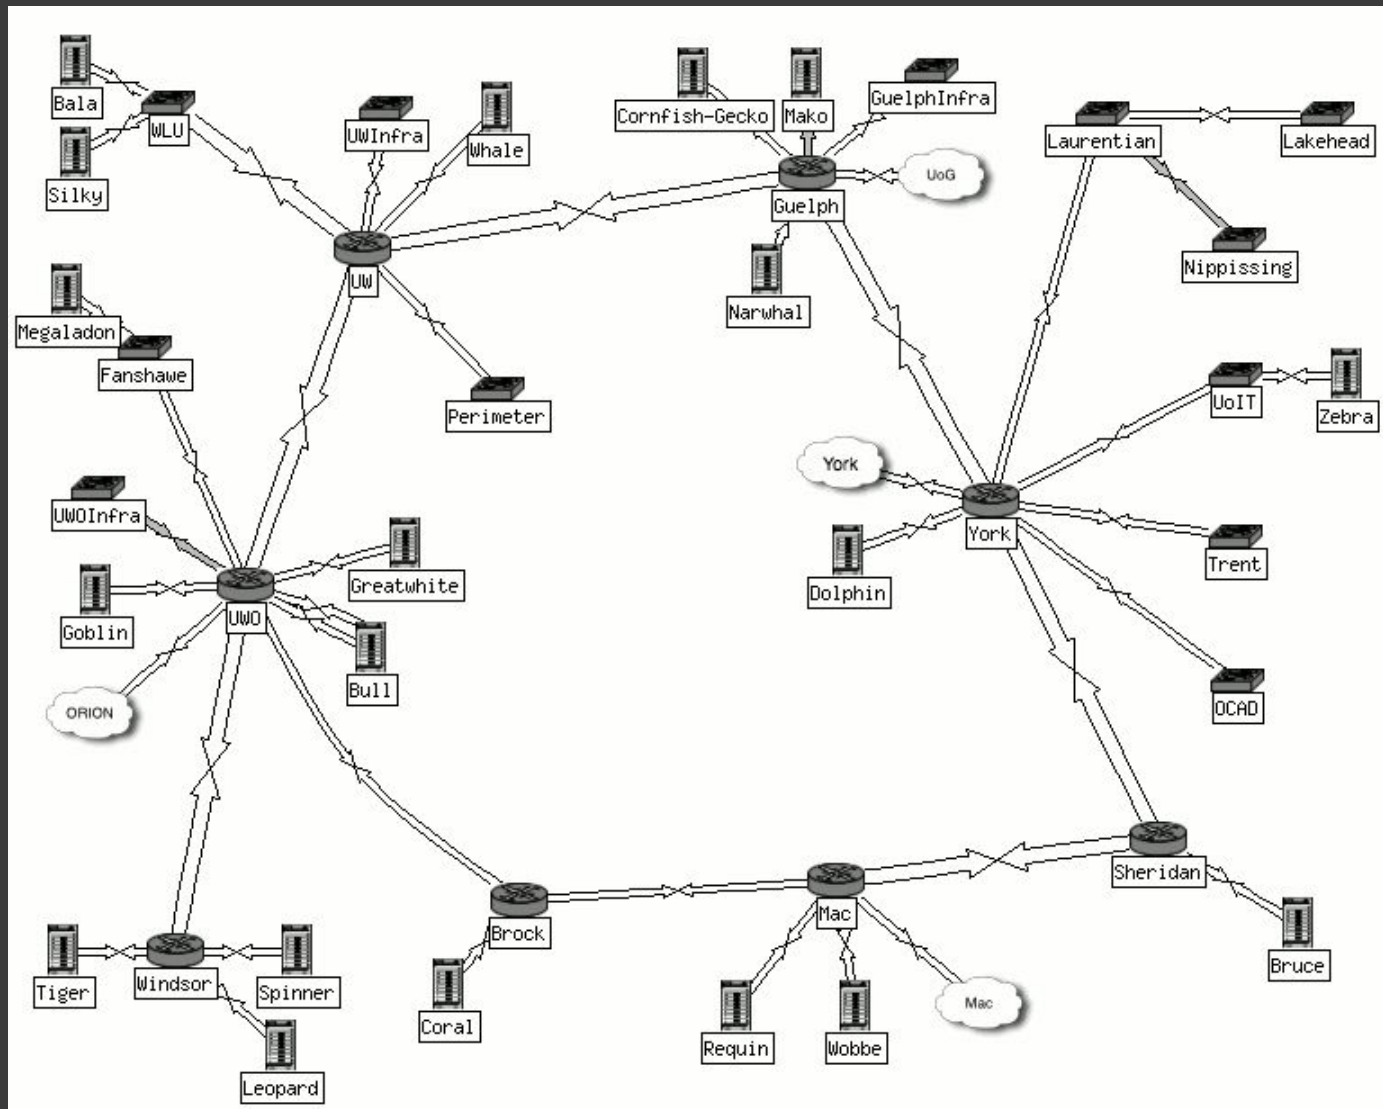 Bala
WLU
Silky
UWInfra
Whale
Cornfish-Gecko
Mako
GuelphInfra
UoG
Guelph
Narwhal
Laurentian
Lakehead
Nippissing
UW
Megaladon
Fanshawe
Perimeter
UoIT
Zebra
York
York
Trent
Dolphin
OCAD
UWOInfra
Greatwhite
Goblin
UWO
Bull
ORION
Sheridan
Bruce
Mac
Brock
Tiger
Windsor
Spinner
Leopard
Coral
Requin
Wobbe
Mac